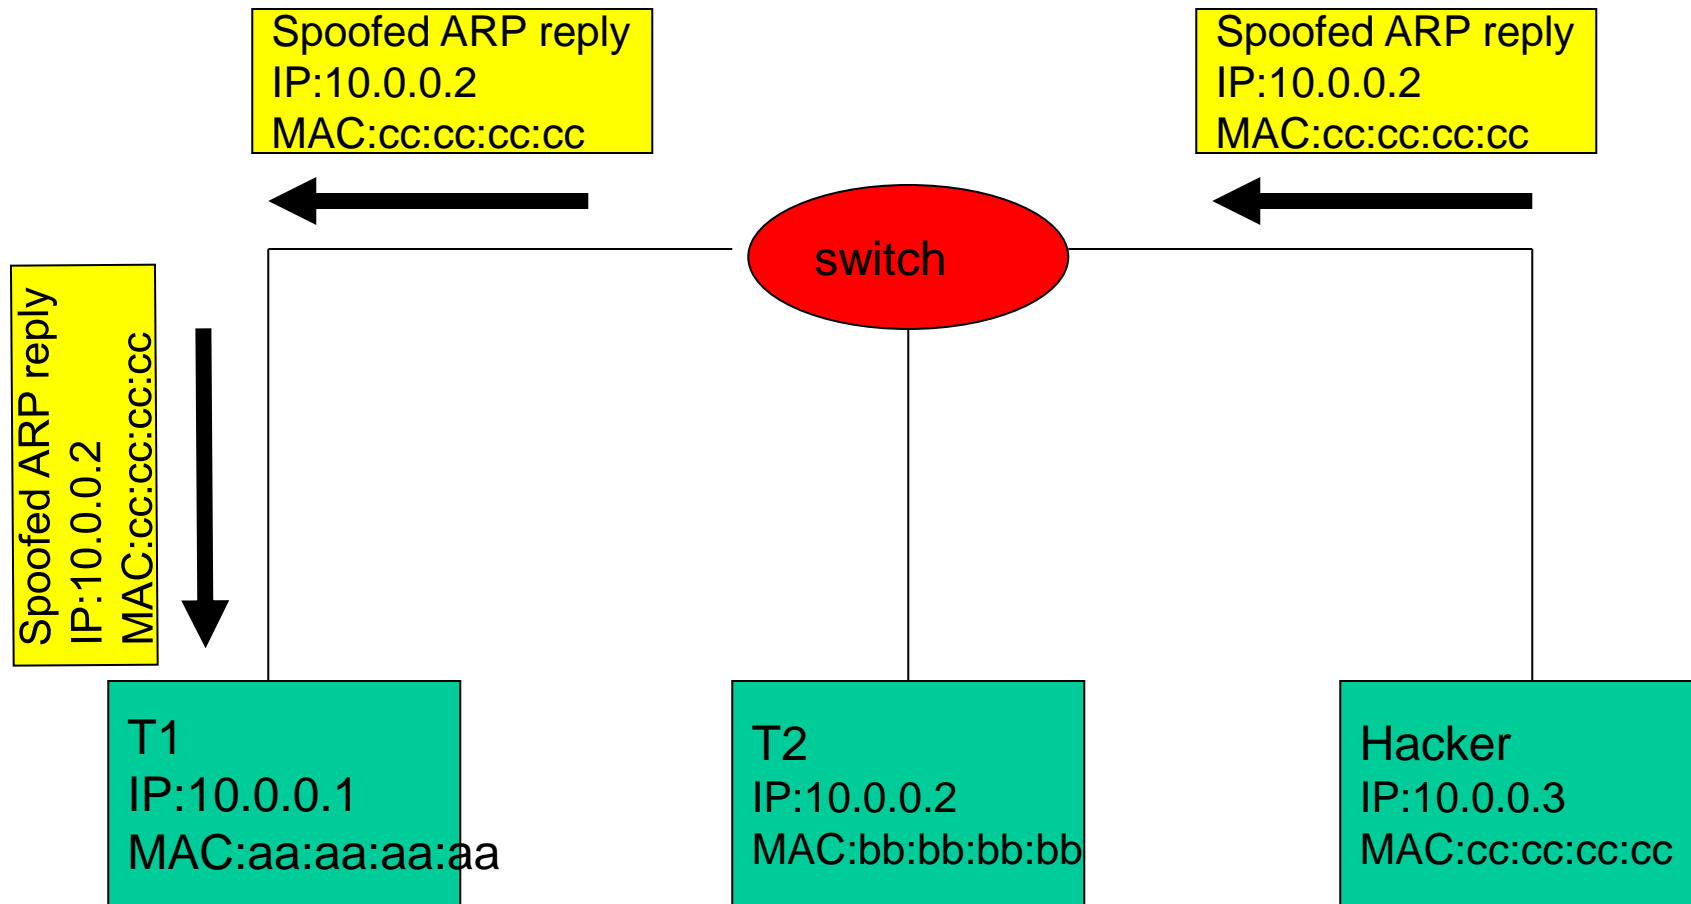 Spoofed ARP reply
IP:10.0.0.2
MAC:cc:cc:cc:cc
Spoofed ARP reply
IP:10.0.0.2
MAC:cc:cc:cc:cc
switch
Spoofed ARP reply
IP:10.0.0.2
MAC:cc:cc:cc:cc:cc
T1
IP:10.0.0.1
MAC:aa:aa:aa:aa
T2
IP:10.0.0.2
MAC:bb:bb:bb:bb
Hacker
IP:10.0.0.3
MAC:cc:cc:cc:cc